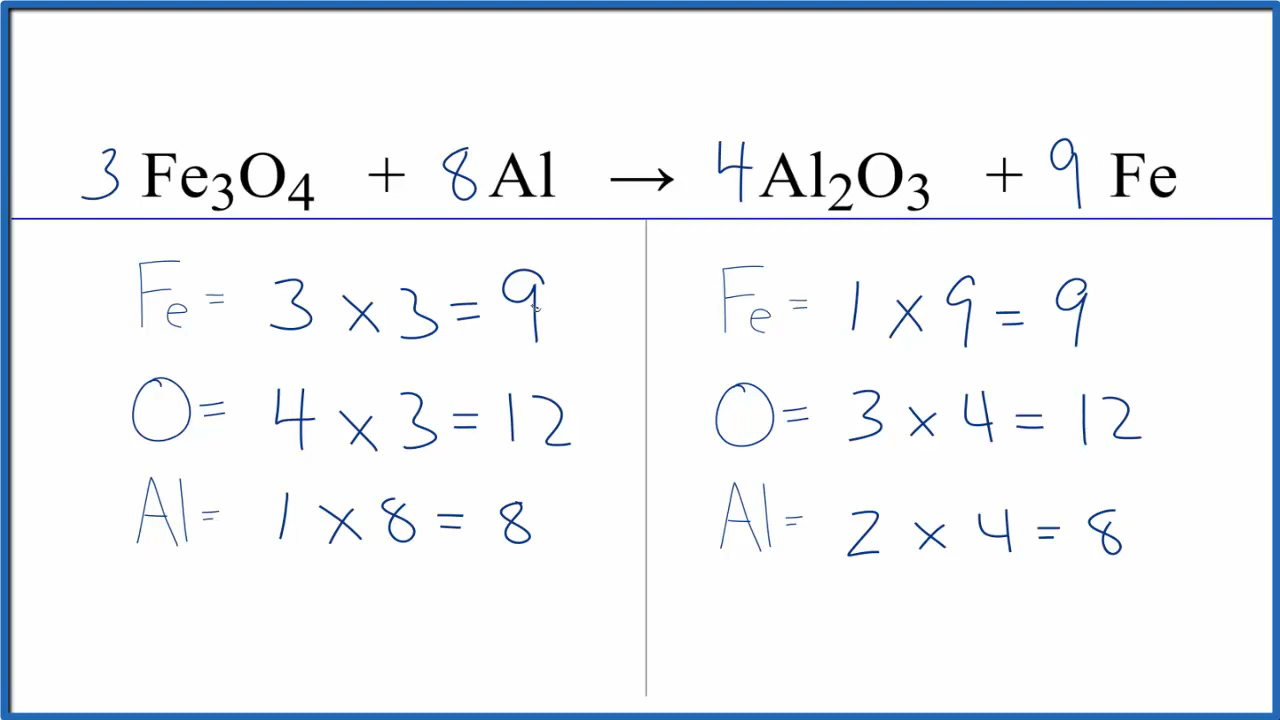 3 Fe₃O₄ + 8 Al → 4 Al₂O₃ + 9 Fe
Fe = 3 x 3 = 9
O = 4 x 3 = 12
Al = 1 x 8 = 8
Fe = 1 x 9 = 9
O = 3 x 4 = 12
Al = 2 x 4 = 8